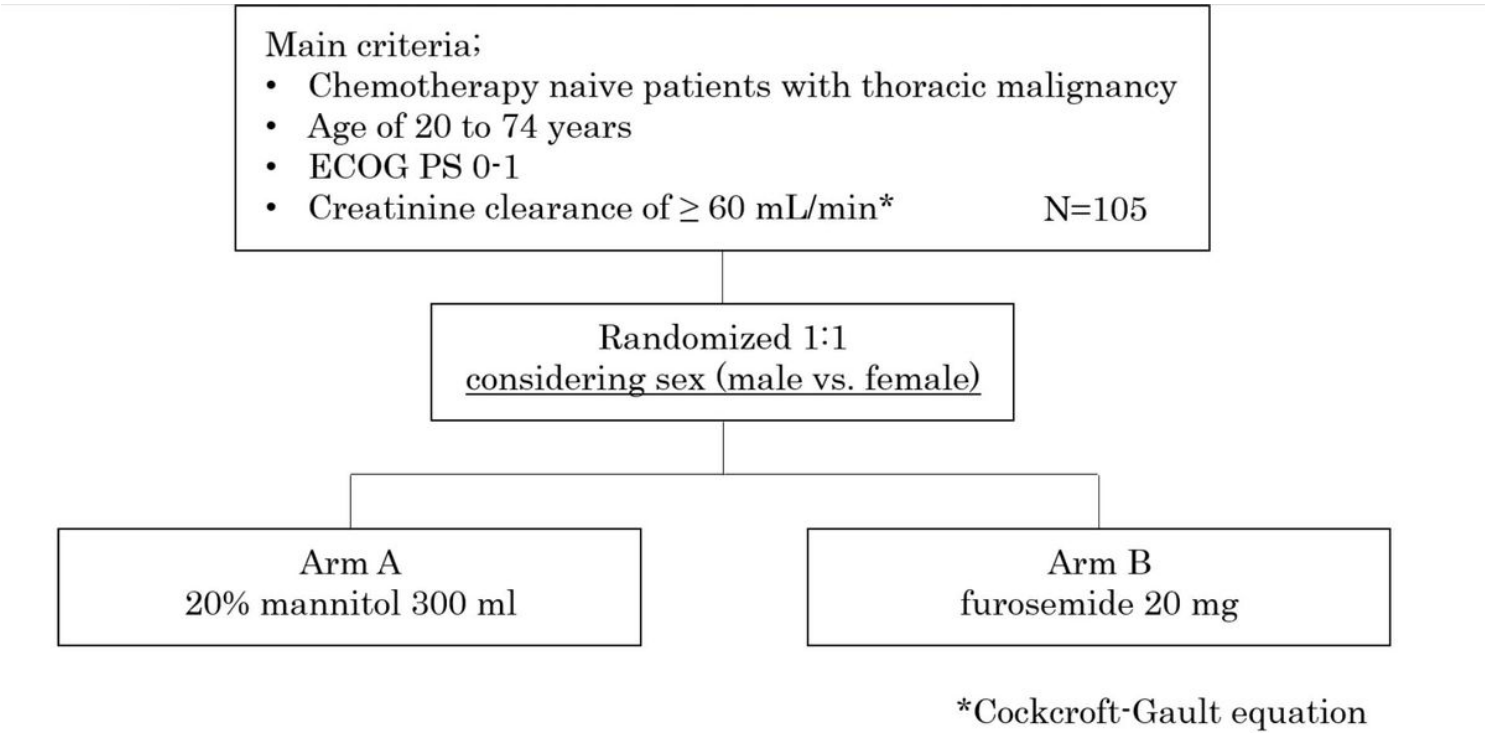 Main criteria;
• Chemotherapy naive patients with thoracic malignancy
• Age of 20 to 74 years
• ECOG PS 0-1
• Creatinine clearance of ≥ 60 mL/min* N=105
Randomized 1:1
considering sex (male vs. female)
Arm A
20% mannitol 300 ml
Arm B
furosemide 20 mg
*Cockcroft-Gault equation